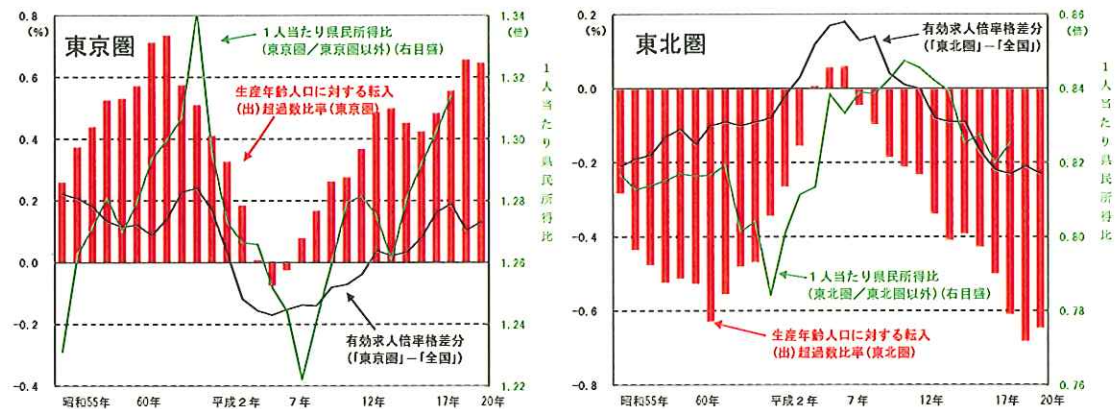 (%)
東京圏
0.8
0.6
0.4
0.2
0.0
-0.2
-0.4
1人当たり県民所得比
(東京圏/東京圏以外)(右目盛)
生産年齢人口に対する転入
(出)超過数比率(東京圏)
有効求人倍率格差分
(「東京圏」-「全国」)
1.34
(倍)
1.32
1.30
1.28
1.26
1.24
1.22
1人当たり県民所得比
昭和55年 60年 平成2年 7年 12年 17年 20年
(%)
東北圏
0.2
0.0
-0.2
-0.4
-0.6
-0.8
有効求人倍率格差分
(「東北圏」-「全国」)
1人当たり県民所得比
(東北圏/東北圏以外)(右目盛)
生産年齢人口に対する転入
(出)超過数比率(東北圏)
0.86
(倍)
0.84
0.82
0.80
0.78
0.76
1人当たり県民所得比
昭和55年 60年 平成2年 7年 12年 17年 20年